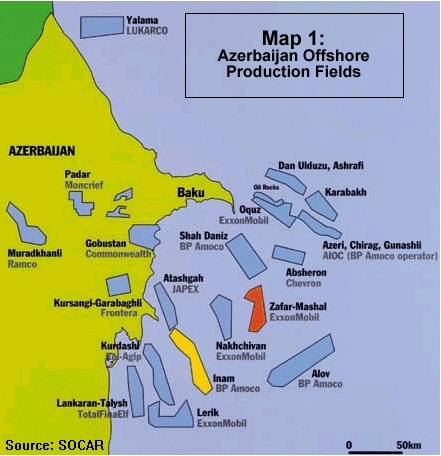 Yalama
LUKARCO
Map 1:
Azerbaijan Offshore
Production Fields
AZERBAIJAN
Padar
Moncrief
Baku
Dan Ulduzu, Ashrafi
Oil Rocks
Karabakh
Oguz
ExxonMobil
Muradkhanli
Ramco
Gobustan
Commonwealth
Shah Daniz
BP Amoco
Azeri, Chirag, Gunashli
AIOC (BP Amoco operator)
Absheron
Chevron
Atashgah
JAPEX
Kursangi-Garabaghli
Frontera
Zafar-Mashal
ExxonMobil
Kurdashi
Agip
Nakhchivan
ExxonMobil
Inam
BP Amoco
Alov
BP Amoco
Lankaran-Talysh
TotalFinaElf
Lerik
ExxonMobil
Source: SOCAR
0
50km